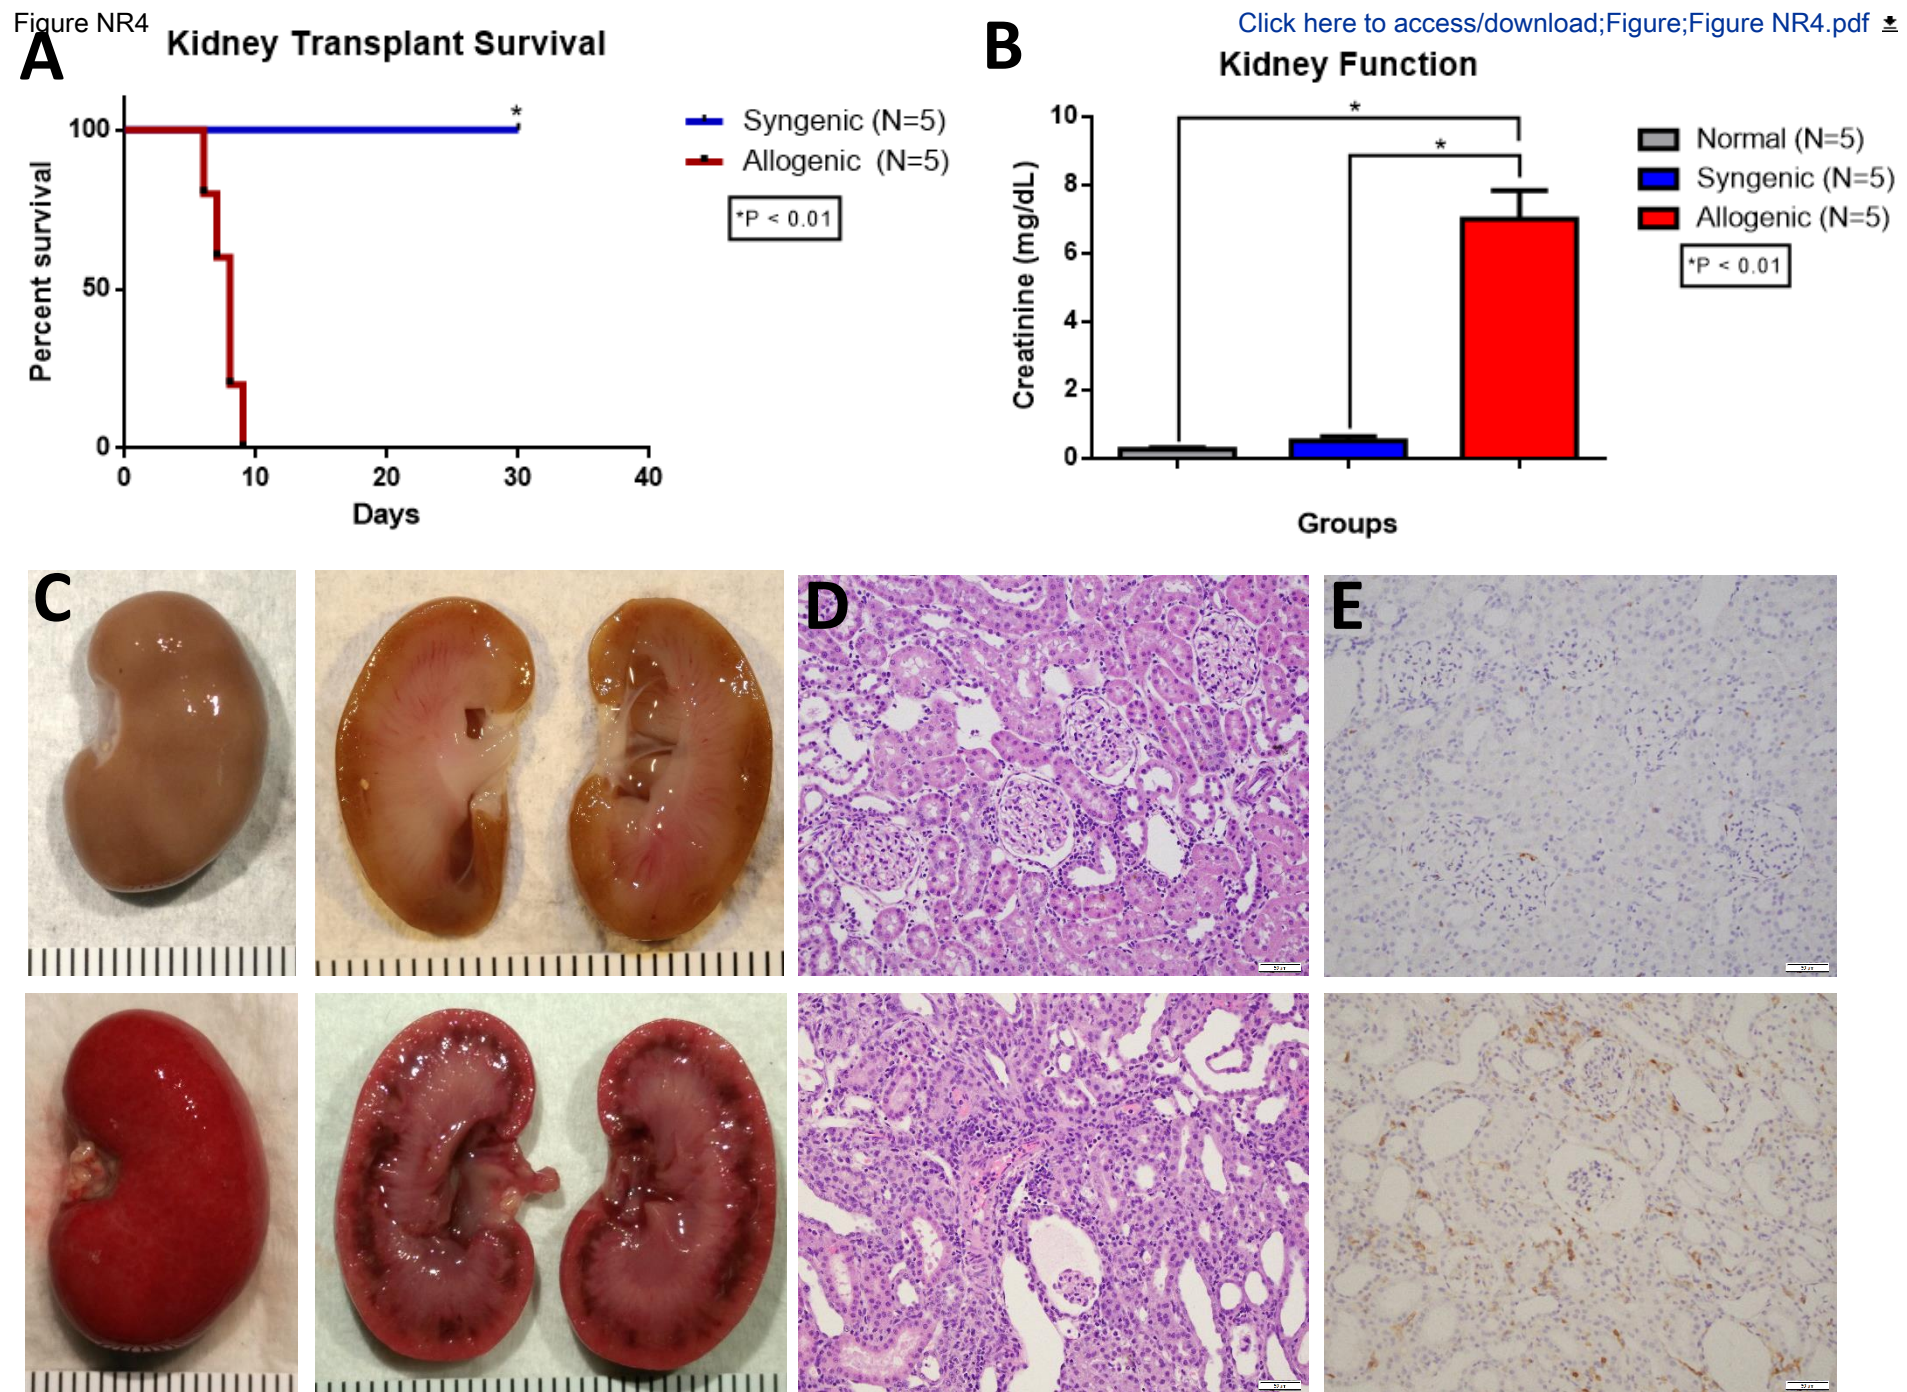 Figure NR4
Click here to access/download;Figure;Figure NR4.pdf
A
Kidney Transplant Survival
Percent survival
100
50
0
0 10 20 30 40
Days
*
Syngenic (N=5)
Allogenic (N=5)
*P < 0.01
B
Kidney Function
Creatinine (mg/dL)
10
8
6
4
2
0
*
*
Groups
Normal (N=5)
Syngenic (N=5)
Allogenic (N=5)
*P < 0.01
C
D
E